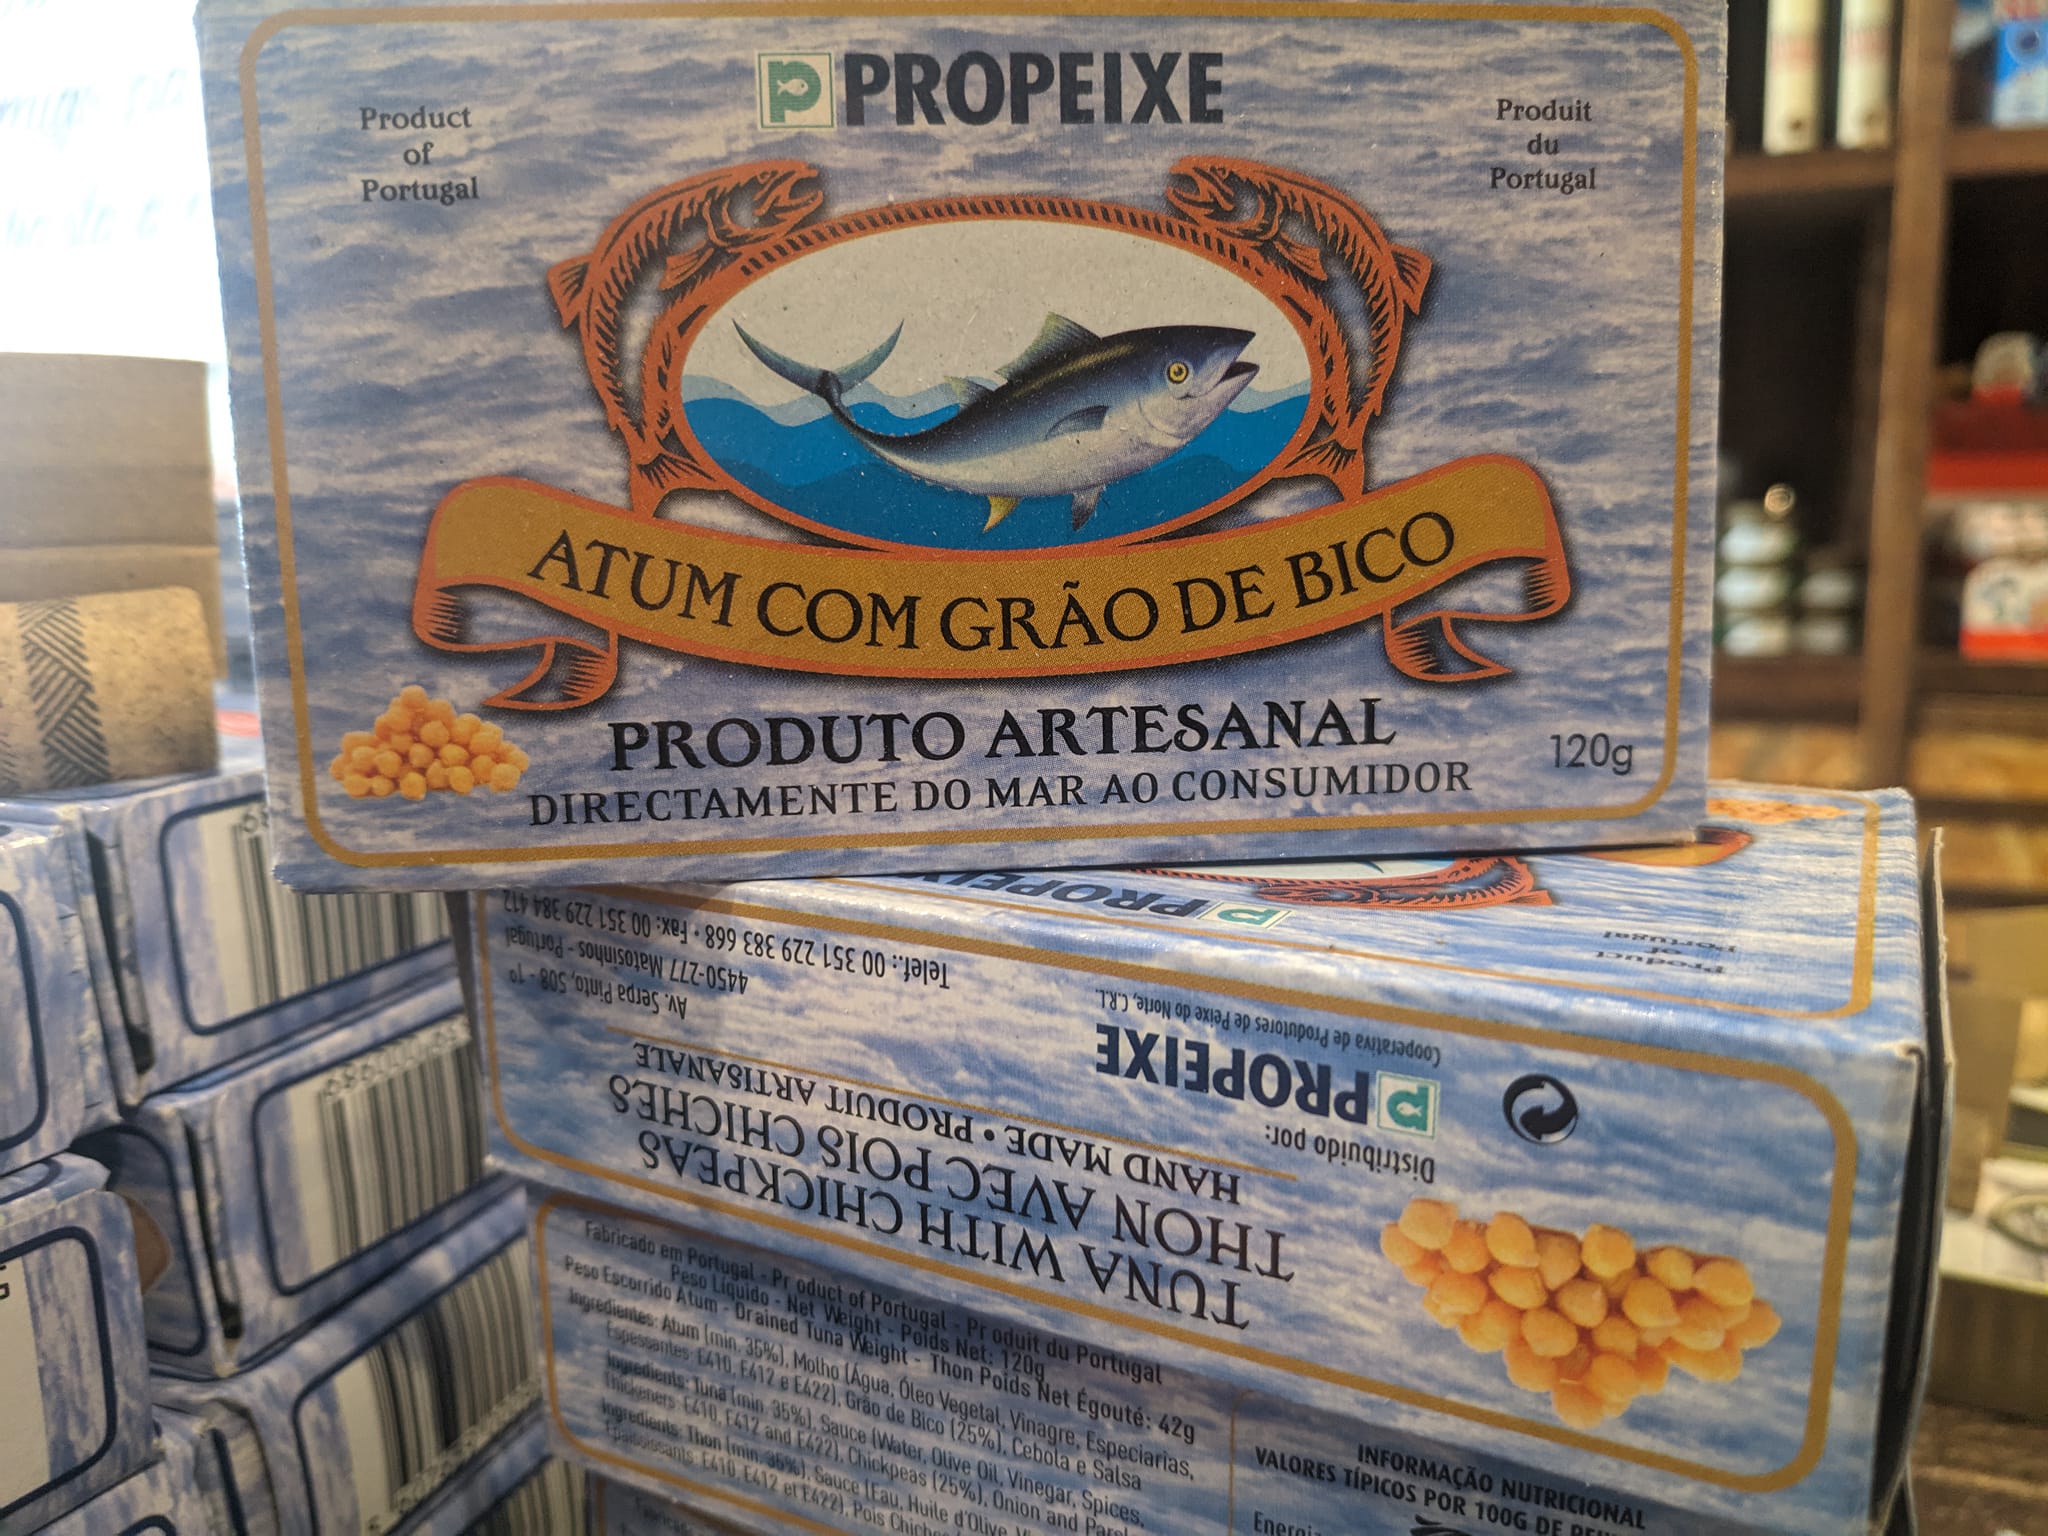 PROPEIXE
Product
of
Portugal
Produit
du
Portugal
ATUM COM GRÃO DE BICO
PRODUTO ARTESANAL
DIRECTAMENTE DO MAR AO CONSUMIDOR
120g
PROPEIXE
Product
of
Portugal
TUNA WITH CHICKPEAS
THON AVEC POIS CHICHES
HAND MADE • PRODUIT ARTISANALE
Distribuido por:
PROPEIXE
Cooperativa de Produtores de Peixe do Norte, C.R.L.
Av. Serpa Pinto, 508 - 1º
4450-277 Matosinhos - Portugal
Telef.: 00 351 229 383 668 • Fax: 00 351 229 384 412
Fabricado em Portugal - Pr oduct of Portugal - Pr oduit du Portugal
Peso Líquido - Net Weight - Poids Net: 120g
Peso Escorrido Atum - Drained Tuna Weight - Thon Poids Net Égouté: 42g
Ingredientes: Atum (min. 35%), Molho (Água, Óleo Vegetal, Vinagre, Especiarias,
Espessantes: E410, E412 e E422), Grão de Bico (25%), Cebola e Salsa
Ingredients: Tuna (min. 35%), Sauce (Water, Olive Oil, Vinegar, Spices,
Thickeners: E410, E412 and E422), Chickpeas (25%), Onion and
Ingredients: Thon (min. 35%), Sauce (Eau, Huile d'Olive,
Epaississants: E410, E412 et E422), Pois
INFORMAÇÃO NUTRICIONAL
VALORES TÍPICOS POR 100G DE